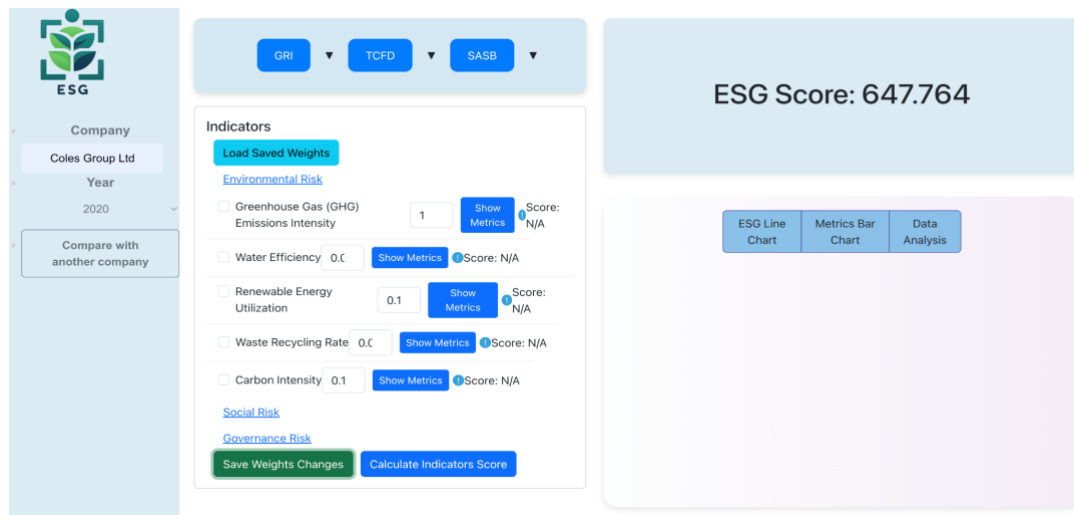 ESG
Company
Coles Group Ltd
Year
2020
Compare with
another company
GRI ▼ TCFD ▼ SASB ▼
Indicators
Load Saved Weights
Environmental Risk
Greenhouse Gas (GHG)
Emissions Intensity
1
Show
Metrics
Score:
N/A
Water Efficiency 0.0 Show Metrics Score: N/A
Renewable Energy
Utilization
0.1
Show
Metrics
Score:
N/A
Waste Recycling Rate 0.0 Show Metrics Score: N/A
Carbon Intensity 0.1 Show Metrics Score: N/A
Social Risk
Governance Risk
Save Weights Changes Calculate Indicators Score
ESG Score: 647.764
ESG Line
Chart
Metrics Bar
Chart
Data
Analysis